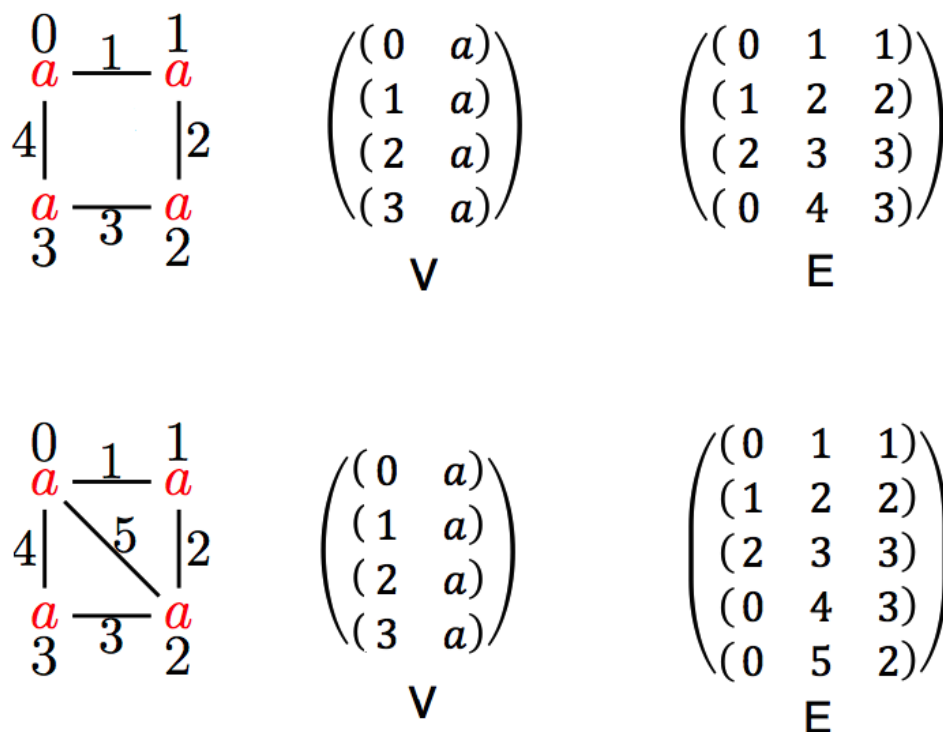 0 1
a 1 a
4 2
a 3 a
3 2
(0 a)
(1 a)
(2 a)
(3 a)
V
(0 1 1)
(1 2 2)
(2 3 3)
(0 4 3)
E
0 1
a 1 a
4 5 2
a 3 a
3 2
(0 a)
(1 a)
(2 a)
(3 a)
V
(0 1 1)
(1 2 2)
(2 3 3)
(0 4 3)
(0 5 2)
E